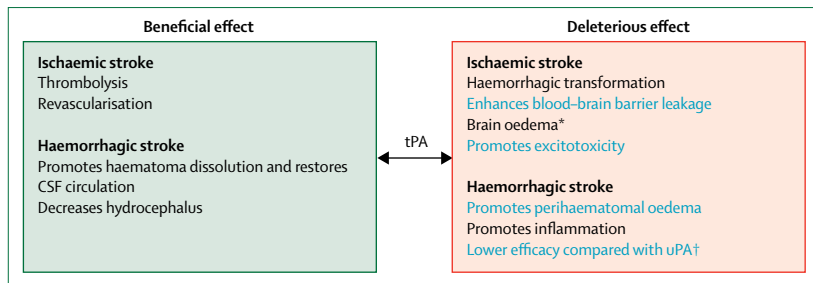 Beneficial effect
Ischaemic stroke
Thrombolysis
Revascularisation
Haemorrhagic stroke
Promotes haematoma dissolution and restores
CSF circulation
Decreases hydrocephalus
tPA
Deleterious effect
Ischaemic stroke
Haemorrhagic transformation
Enhances blood–brain barrier leakage
Brain oedema*
Promotes excitotoxicity
Haemorrhagic stroke
Promotes perihaematomal oedema
Promotes inflammation
Lower efficacy compared with uPA†